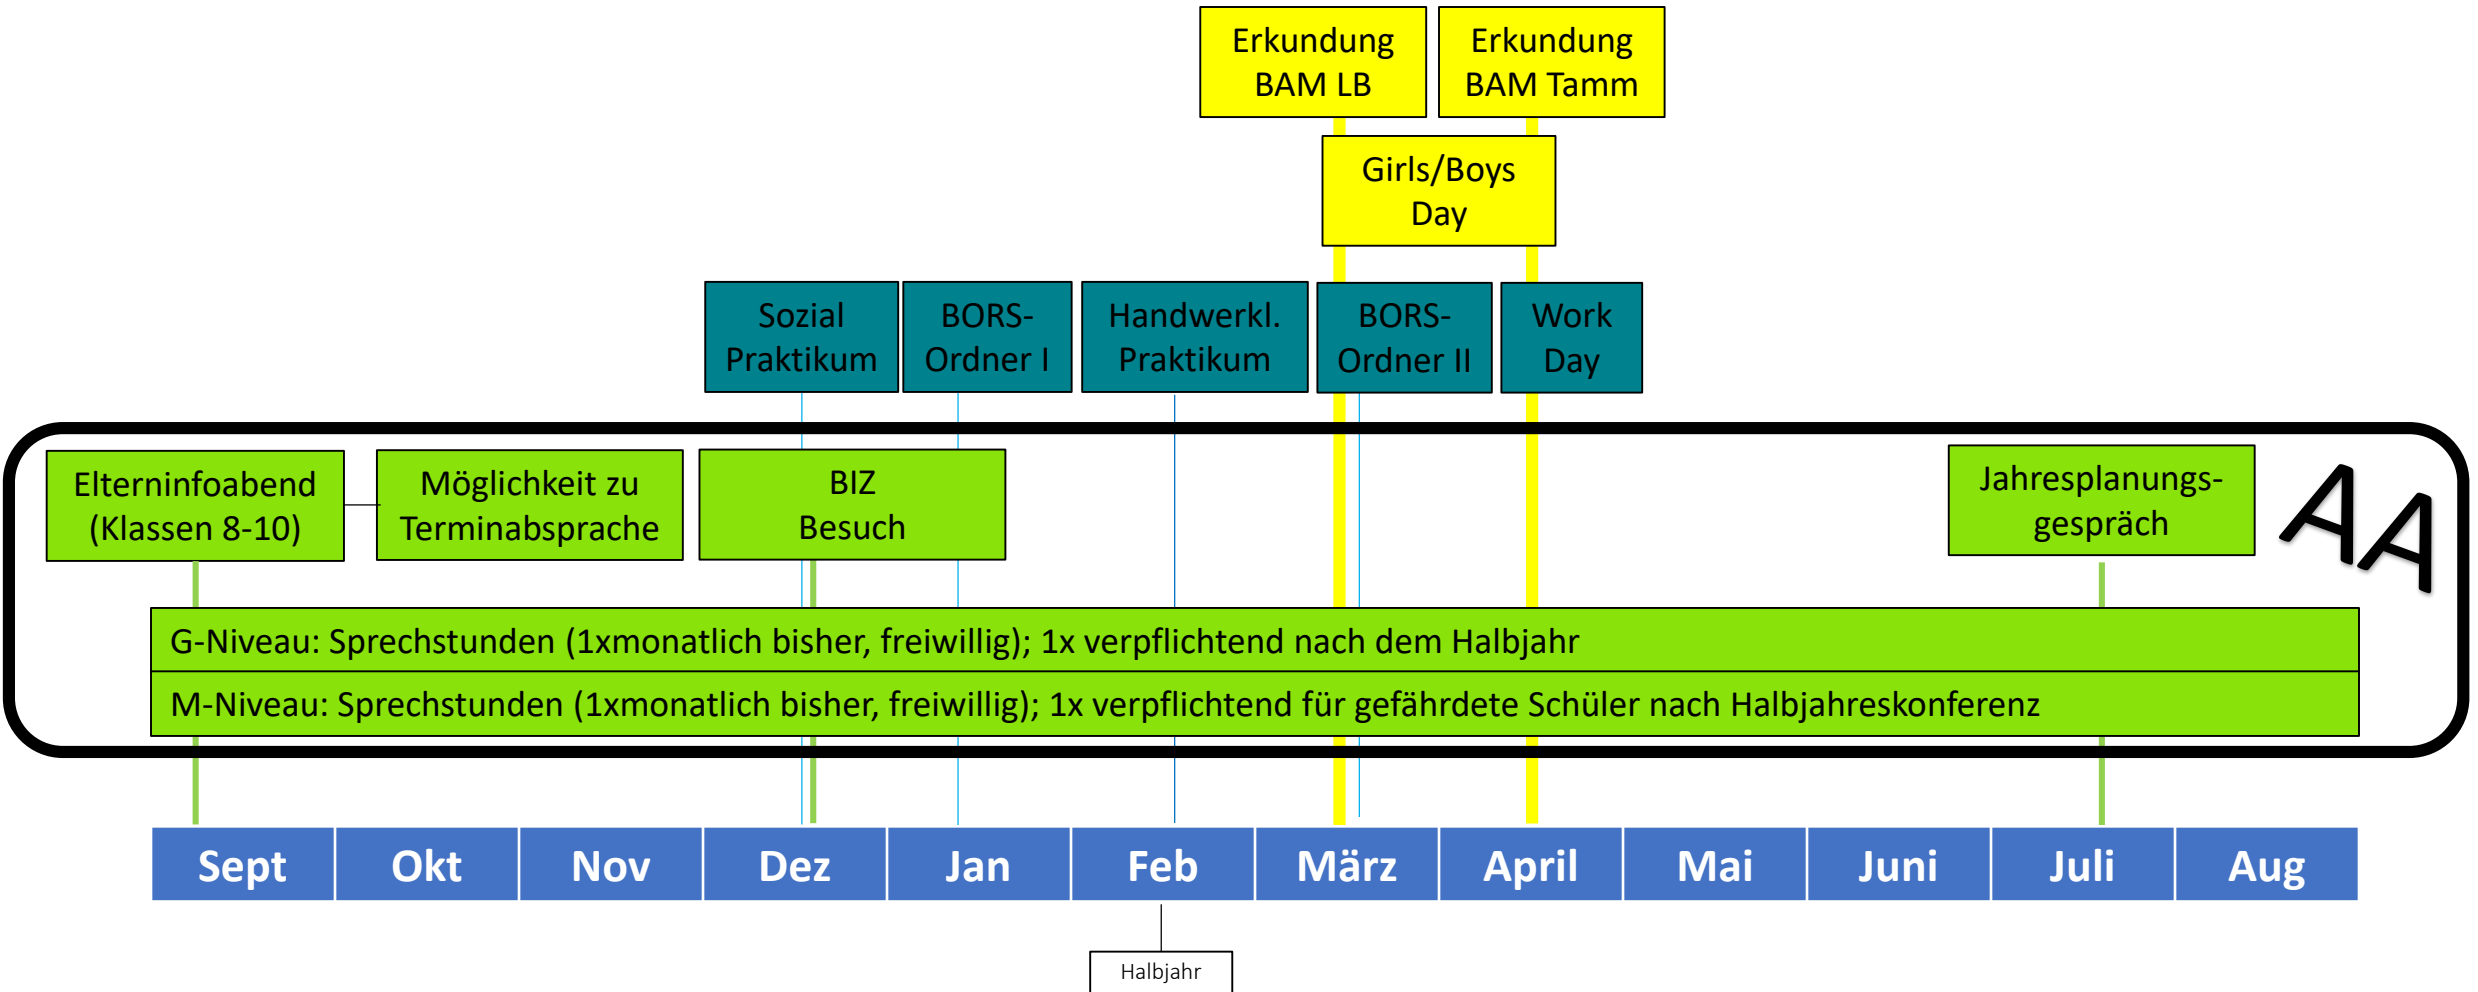 Erkundung
BAM LB
Erkundung
BAM Tamm
Girls/Boys
Day
Sozial
Praktikum
BORS-
Ordner I
Handwerkl.
Praktikum
BORS-
Ordner II
Work
Day
Elterninfoabend
(Klassen 8-10)
Möglichkeit zu
Terminabsprache
BIZ
Besuch
Jahresplanungs-
gespräch
AA
G-Niveau: Sprechstunden (1xmonatlich bisher, freiwillig); 1x verpflichtend nach dem Halbjahr
M-Niveau: Sprechstunden (1xmonatlich bisher, freiwillig); 1x verpflichtend für gefährdete Schüler nach Halbjahreskonferenz
Sept Okt Nov Dez Jan Feb März April Mai Juni Juli Aug
Halbjahr